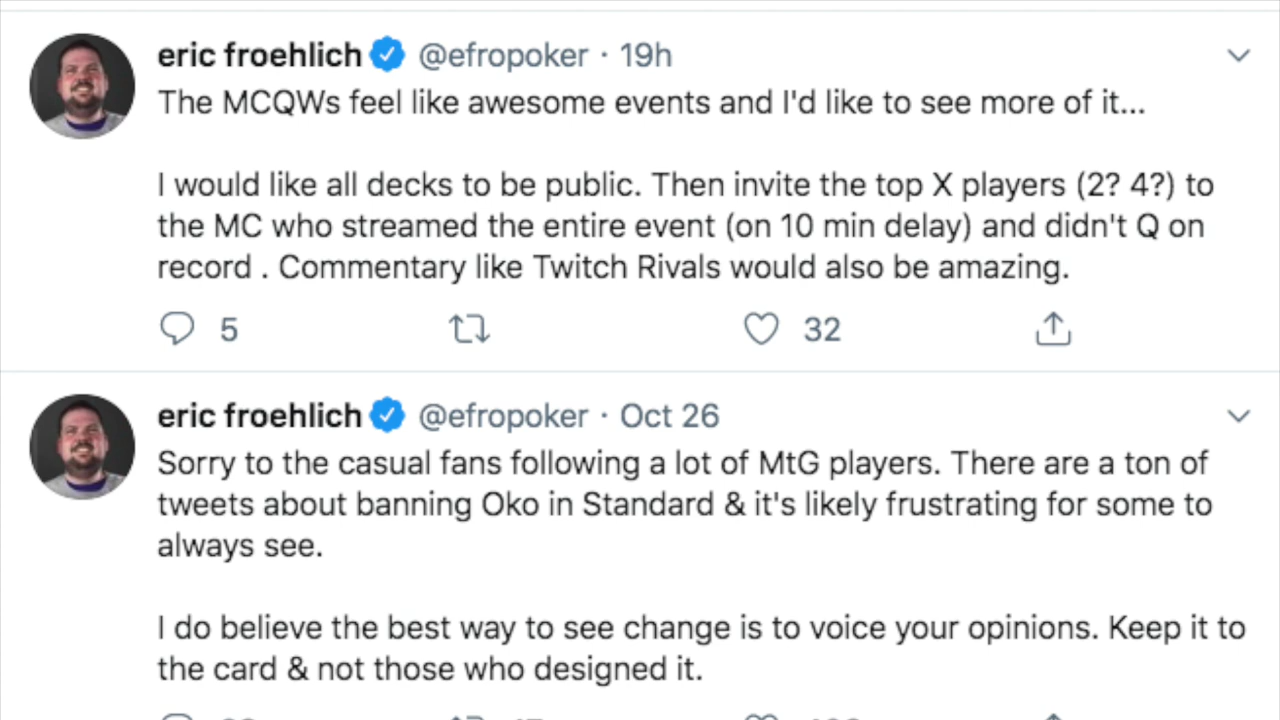 eric froehlich @efropoker · 19h
The MCQWs feel like awesome events and I'd like to see more of it...
I would like all decks to be public. Then invite the top X players (2? 4?) to
the MC who streamed the entire event (on 10 min delay) and didn't Q on
record . Commentary like Twitch Rivals would also be amazing.
5 32
eric froehlich @efropoker · Oct 26
Sorry to the casual fans following a lot of MtG players. There are a ton of
tweets about banning Oko in Standard & it's likely frustrating for some to
always see.
I do believe the best way to see change is to voice your opinions. Keep it to
the card & not those who designed it.